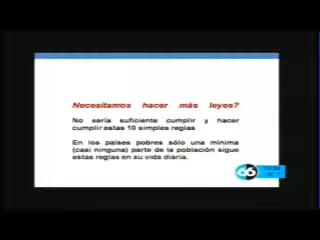 Necesitamos hacer más leyes?
No sería suficiente cumplir y hacer
cumplir estas 10 simples reglas
En los países pobres sólo una mínima
(casi ninguna) parte de la población sigue
estas reglas en su vida diaria.
66